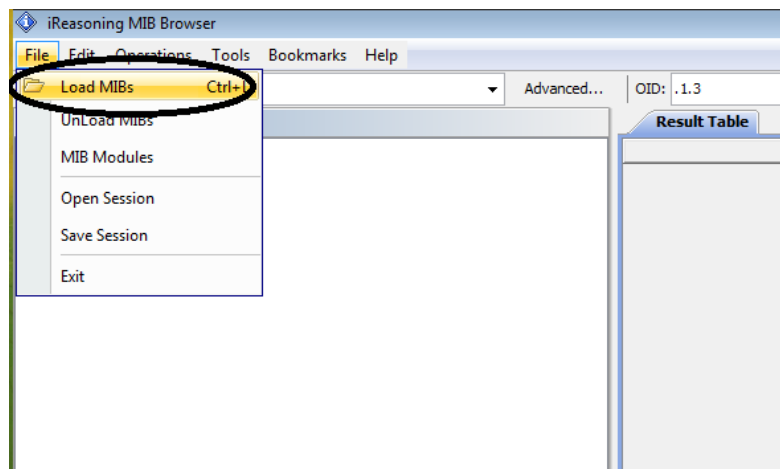 iReasoning MIB Browser
File Edit Operations Tools Bookmarks Help
Load MIBs Ctrl+L
Advanced... OID: .1.3
UnLoad MIBs
Result Table
MIB Modules
Open Session
Save Session
Exit